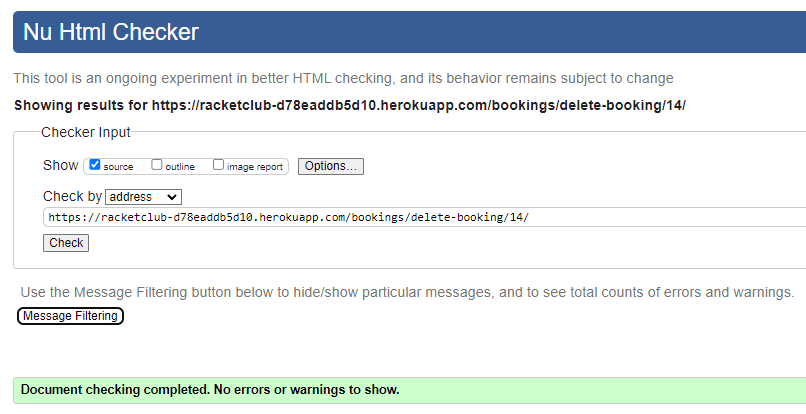 Nu Html Checker
This tool is an ongoing experiment in better HTML checking, and its behavior remains subject to change
Showing results for https://racketclub-d78eaddb5d10.herokuapp.com/bookings/delete-booking/14/
Checker Input
Show source outline image report Options...
Check by address
https://racketclub-d78eaddb5d10.herokuapp.com/bookings/delete-booking/14/
Check
Use the Message Filtering button below to hide/show particular messages, and to see total counts of errors and warnings.
Message Filtering
Document checking completed. No errors or warnings to show.